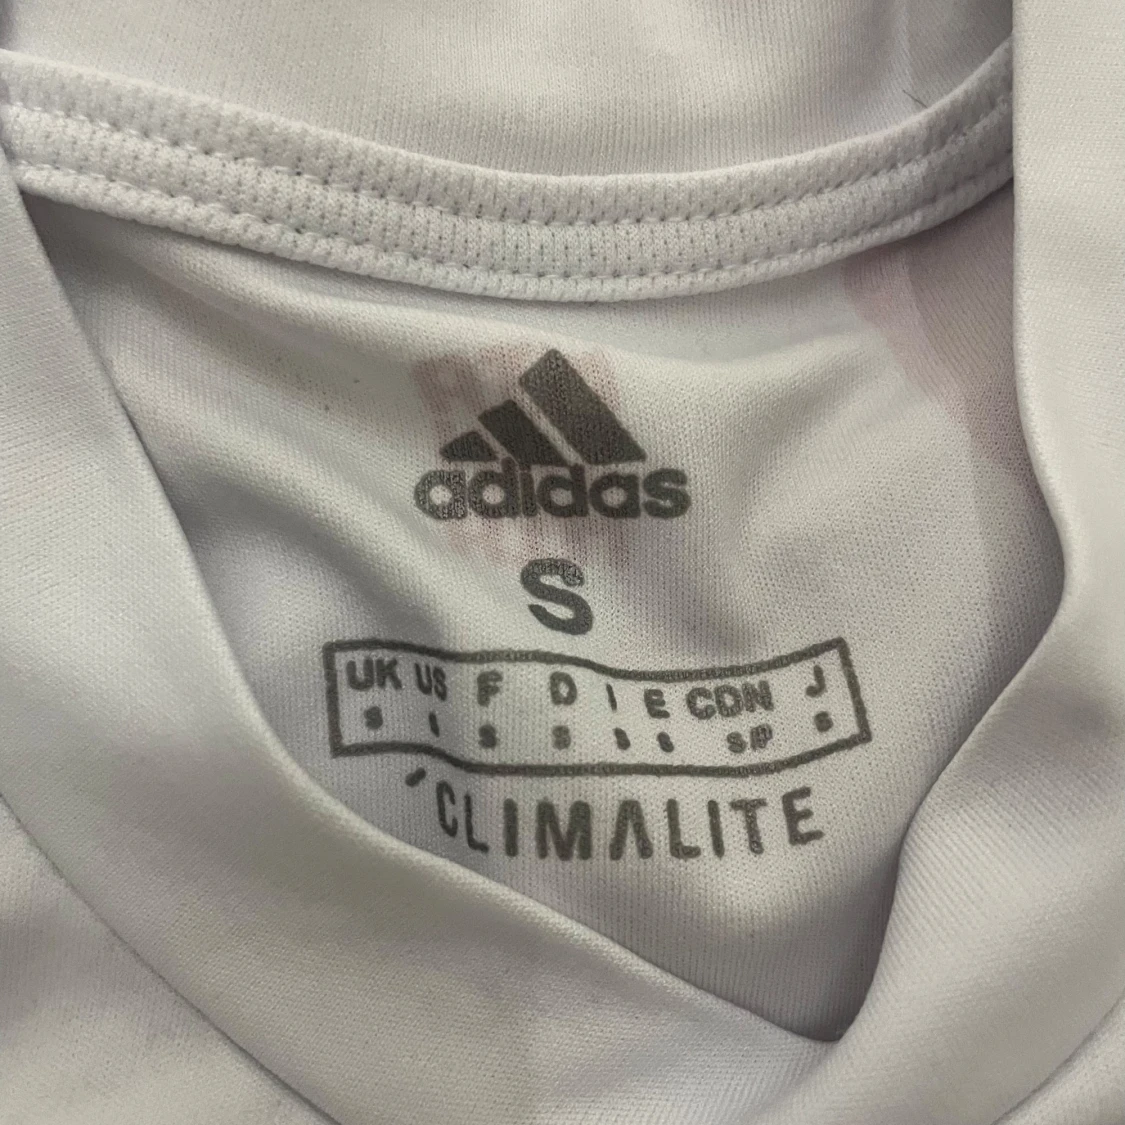 adidas
S
UK US F D I E CDN J
S S S S S S/P S
CLIMALITE